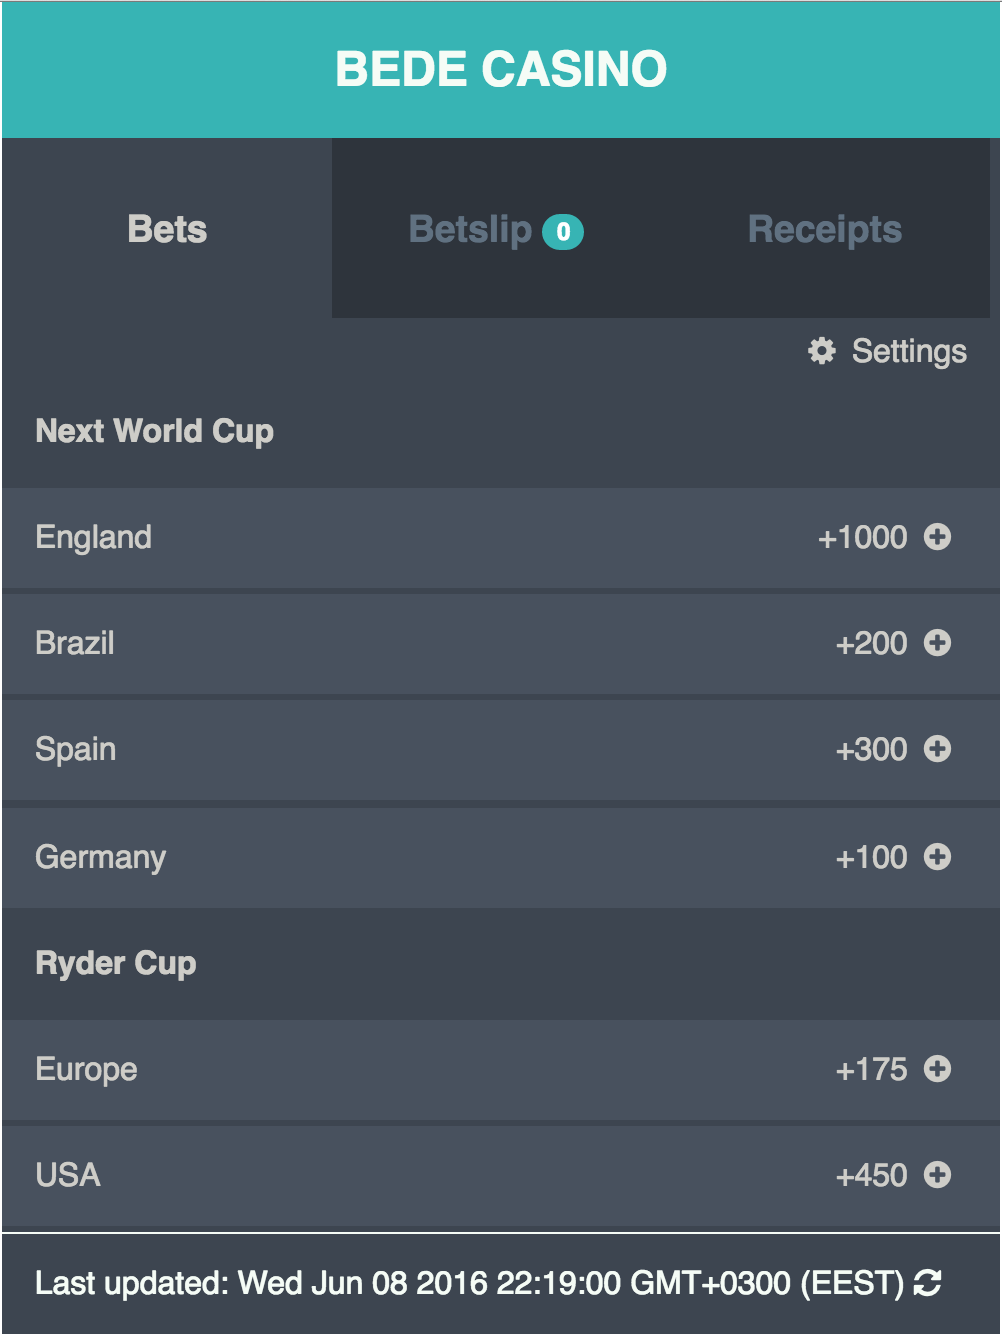 BEDE CASINO
Bets
Betslip 0
Receipts
Settings
Next World Cup
England +1000
Brazil +200
Spain +300
Germany +100
Ryder Cup
Europe +175
USA +450
Last updated: Wed Jun 08 2016 22:19:00 GMT+0300 (EEST)